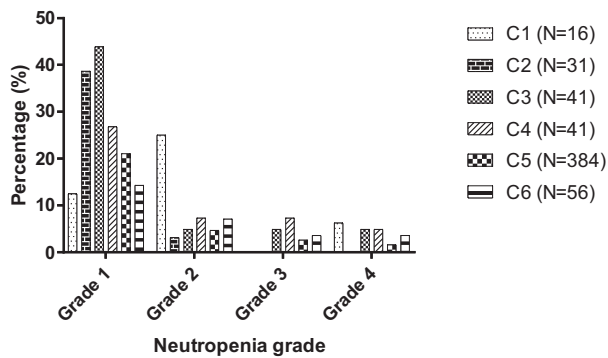 50
40
30
20
10
0
Percentage (%)
Grade 1
Grade 2
Grade 3
Grade 4
Neutropenia grade
C1 (N=16)
C2 (N=31)
C3 (N=41)
C4 (N=41)
C5 (N=384)
C6 (N=56)